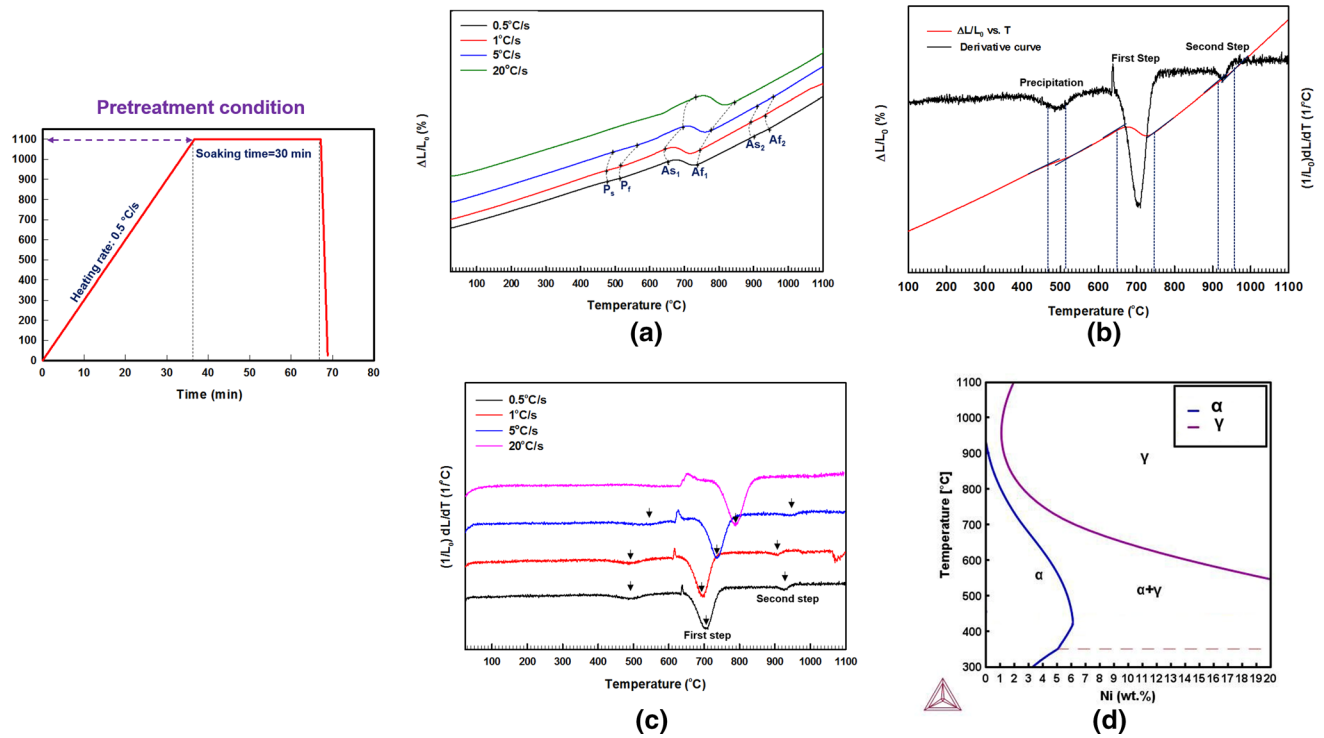 Pretreatment condition
1100
1000
900
800
700
600
500
400
300
200
100
0
Soaking time=30 min
Heating rate: 0.5 °C/s
0 10 20 30 40 50 60 70 80
Time (min)
0.5°C/s
1°C/s
5°C/s
20°C/s
ΔL/L₀ (% )
Ps Pf As₁ Af₁ As₂ Af₂
100 200 300 400 500 600 700 800 900 1000 1100
Temperature (°C)
(a)
ΔL/L₀ vs. T
Derivative curve
Precipitation
First Step
Second Step
ΔL/L₀ (%)
(1/L₀)dL/dT (1/°C)
100 200 300 400 500 600 700 800 900 1000 1100
Temperature (°C)
(b)
0.5°C/s
1°C/s
5°C/s
20°C/s
(1/L₀) dL/dT (1/°C)
First step
Second step
100 200 300 400 500 600 700 800 900 1000 1100
Temperature (°C)
(c)
α
γ
1100
1000
900
800
700
600
500
400
300
Temperature [°C]
γ
α
α+γ
0 1 2 3 4 5 6 7 8 9 10 11 12 13 14 15 16 17 18 19 20
Ni (wt.%)
(d)